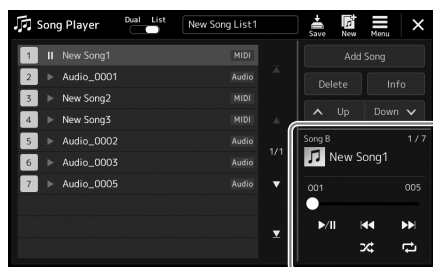 Song Player
Dual List
New Song List1
Save
New
Menu
1 New Song1 MIDI
2 Audio_0001 Audio
3 New Song2 MIDI
4 New Song3 MIDI
5 Audio_0002 Audio
6 Audio_0003 Audio
7 Audio_0005 Audio
1/1
Add Song
Delete Info
Up Down
Song B 1 / 7
New Song1
001 005